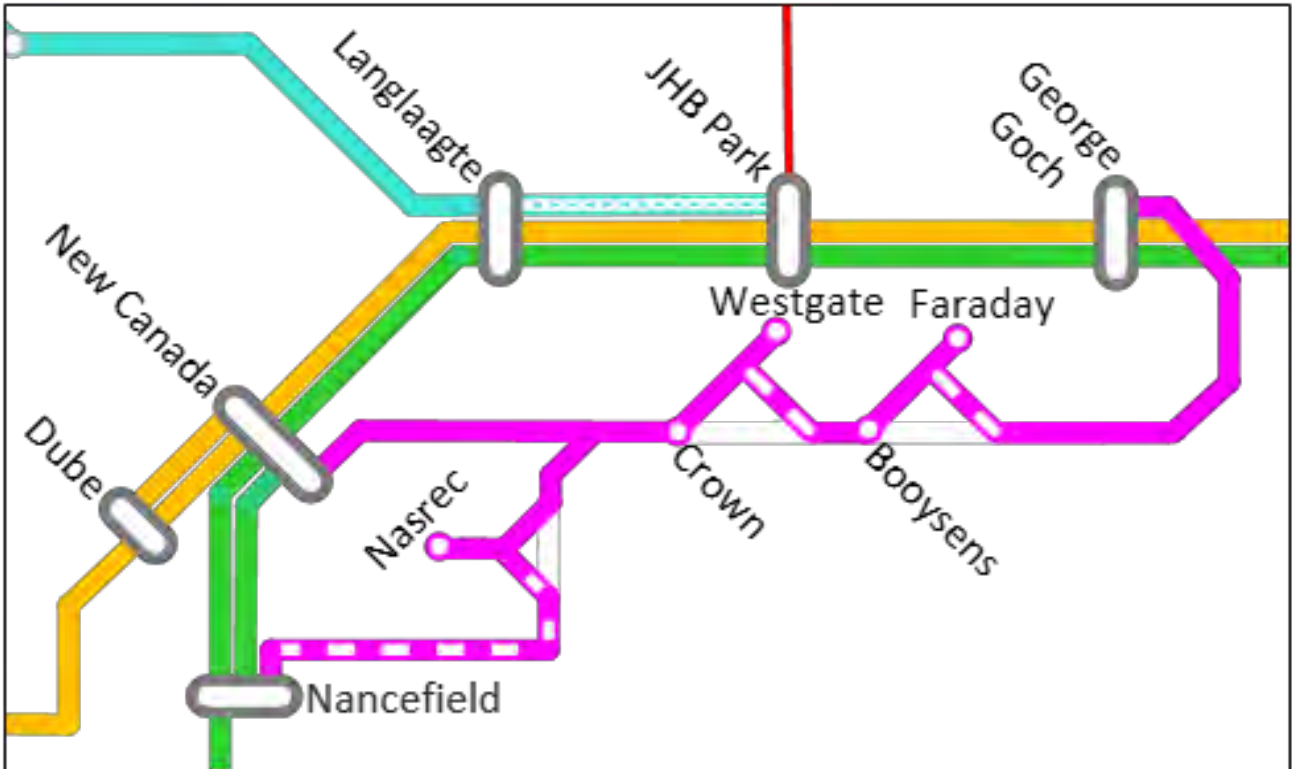 Langlaagte
JHB Park
George
Goch
New Canada
Westgate
Faraday
Dube
Nasrec
Crown
Booysens
Nancefield